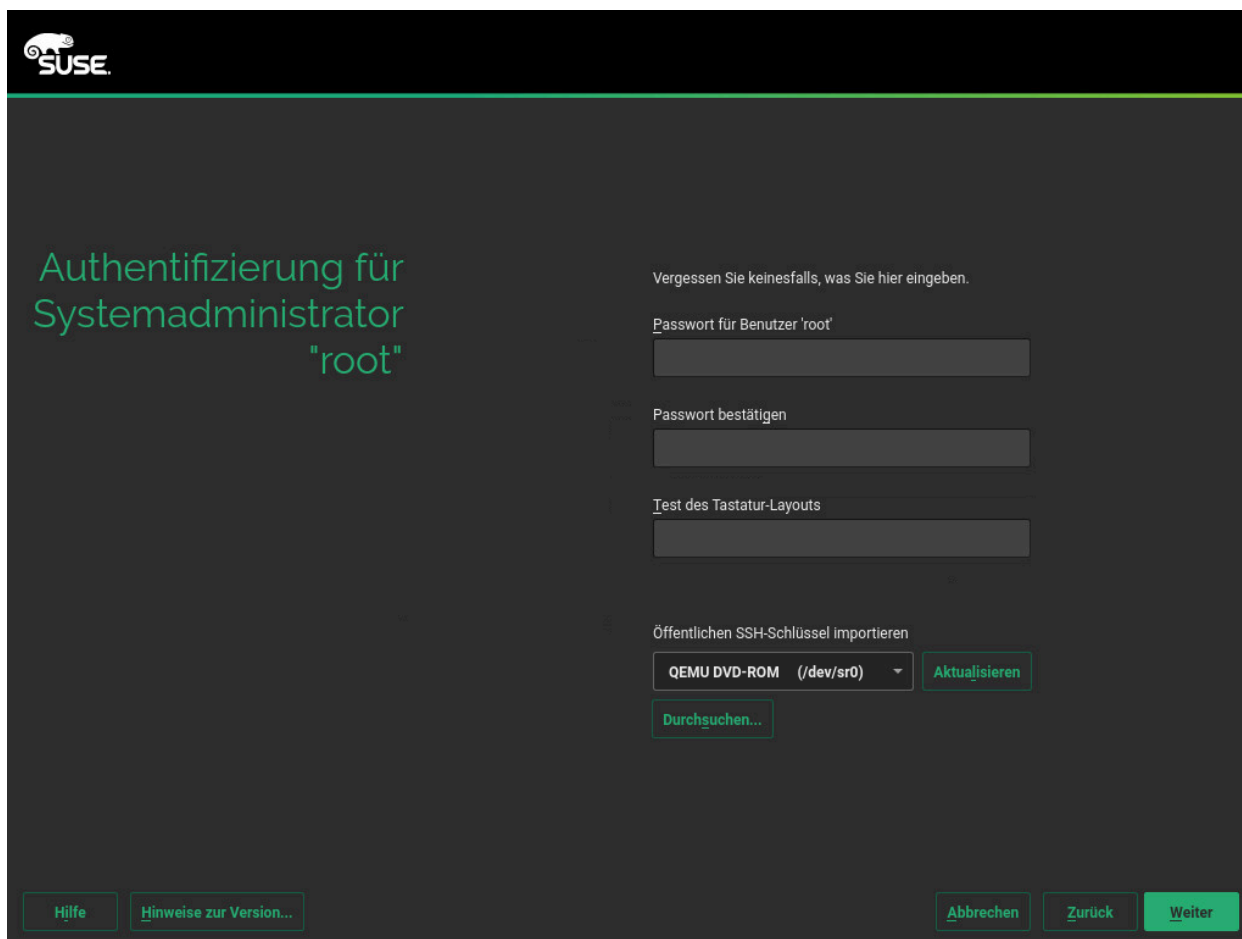 SUSE.
Authentifizierung für
Systemadministrator
"root"
Vergessen Sie keinesfalls, was Sie hier eingeben.
Passwort für Benutzer 'root'
Passwort bestätigen
Test des Tastatur-Layouts
Öffentlichen SSH-Schlüssel importieren
QEMU DVD-ROM (/dev/sr0)
Aktualisieren
Durchsuchen...
Hilfe
Hinweise zur Version...
Abbrechen
Zurück
Weiter